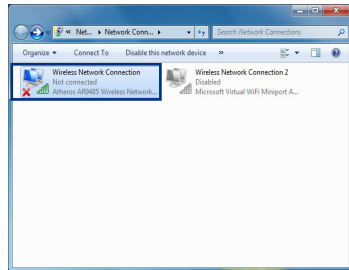 « Net... ▸ Network Conn... ▸
Search Network Connections
Organize ▾ Connect To Disable this network device »
Wireless Network Connection
Not connected
Atheros AR9485 Wireless Network...
Wireless Network Connection 2
Disabled
Microsoft Virtual WiFi Miniport A...